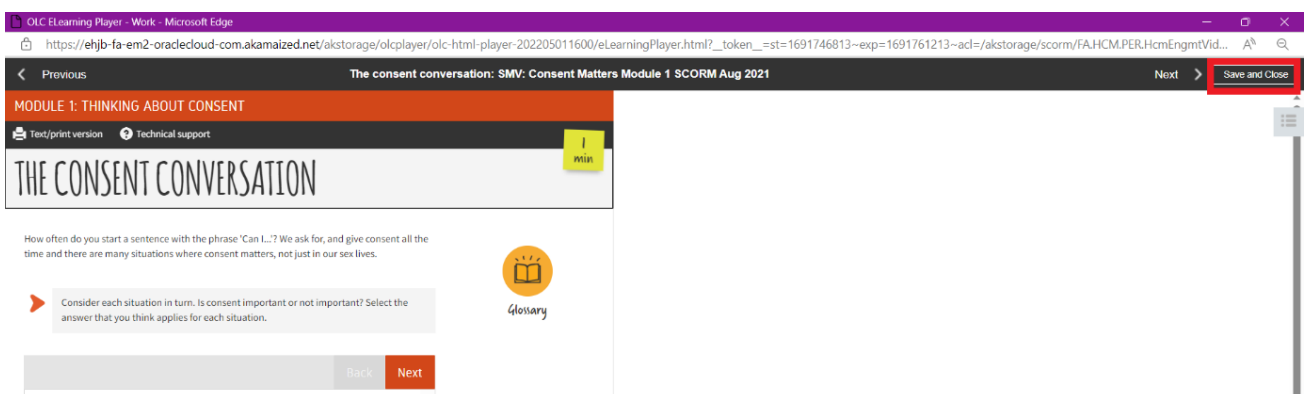 OLC ELearning Player - Work - Microsoft Edge
https://ehjb-fa-em2-oraclecloud-com.akamaized.net/akstorage/olcplayer/olc-html-player-202205011600/eLearningPlayer.html?_token_=st=1691746813~exp=1691761213~acl=/akstorage/scorm/FA.HCM.PER.HcmEngmtVid...
Previous
The consent conversation: SMV: Consent Matters Module 1 SCORM Aug 2021
Next
Save and Close
MODULE 1: THINKING ABOUT CONSENT
Text/print version
Technical support
1
min
THE CONSENT CONVERSATION
How often do you start a sentence with the phrase 'Can I...'? We ask for, and give consent all the
time and there are many situations where consent matters, not just in our sex lives.
Consider each situation in turn. Is consent important or not important? Select the
answer that you think applies for each situation.
Glossary
Back
Next